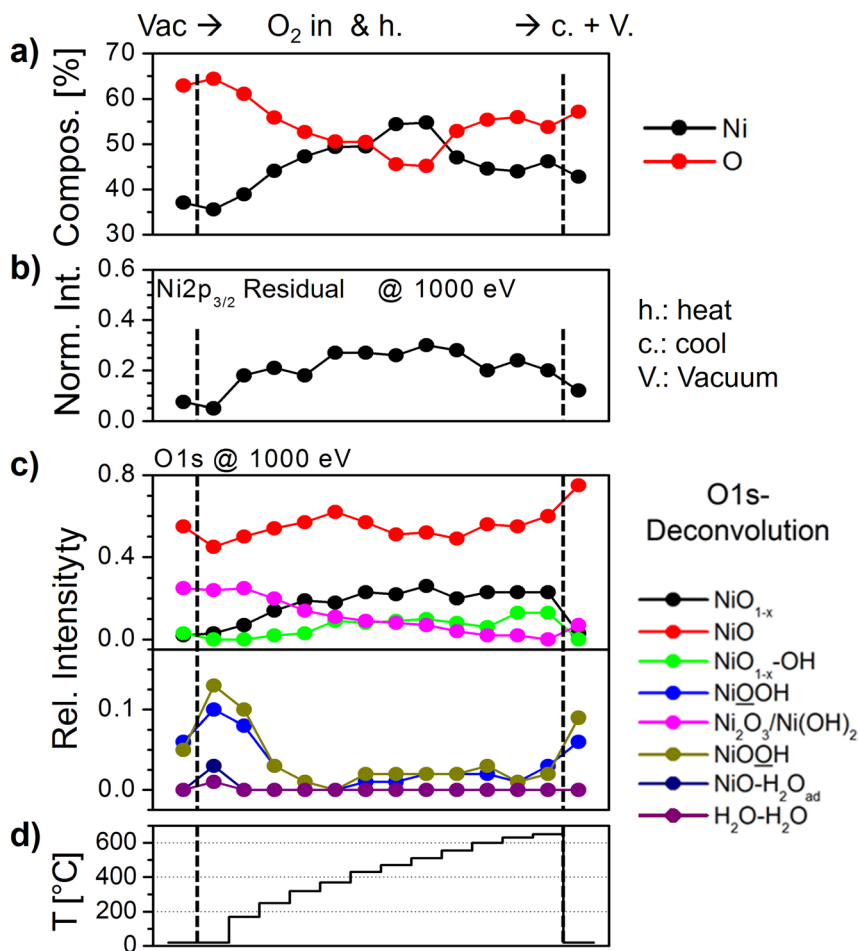 Vac → O₂ in & h. → c. + V.
a)
Compos. [%]
70
60
50
40
30
Ni
O
b)
Norm. Int.
0.6
0.4
0.2
0.0
Ni2p₃/₂ Residual @ 1000 eV
h.: heat
c.: cool
V.: Vacuum
c)
O1s @ 1000 eV
Rel. Intensityty
0.8
0.4
0.0
0.1
0.0
O1s-
Deconvolution
NiO₁₋ₓ
NiO
NiO₁₋ₓ-OH
NiO̲OH
Ni₂O₃/Ni(OH)₂
NiOO̲H
NiO-H₂Oad
H₂O-H₂O
d)
T [°C]
600
400
200
0